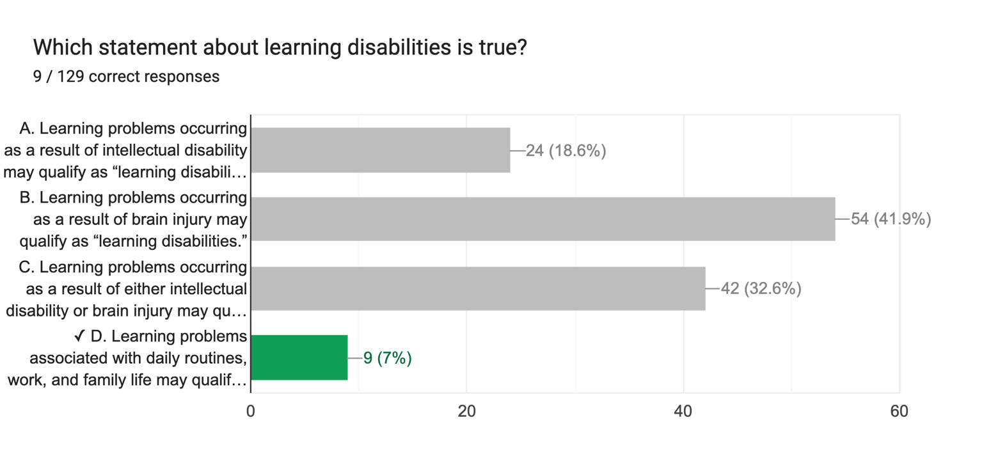 Which statement about learning disabilities is true?
9 / 129 correct responses
A. Learning problems occurring
as a result of intellectual disability
may qualify as “learning disabili…
24 (18.6%)
B. Learning problems occurring
as a result of brain injury may
qualify as “learning disabilities.”
54 (41.9%)
C. Learning problems occurring
as a result of either intellectual
disability or brain injury may qu…
42 (32.6%)
✓ D. Learning problems
associated with daily routines,
work, and family life may qualif…
9 (7%)
0 20 40 60